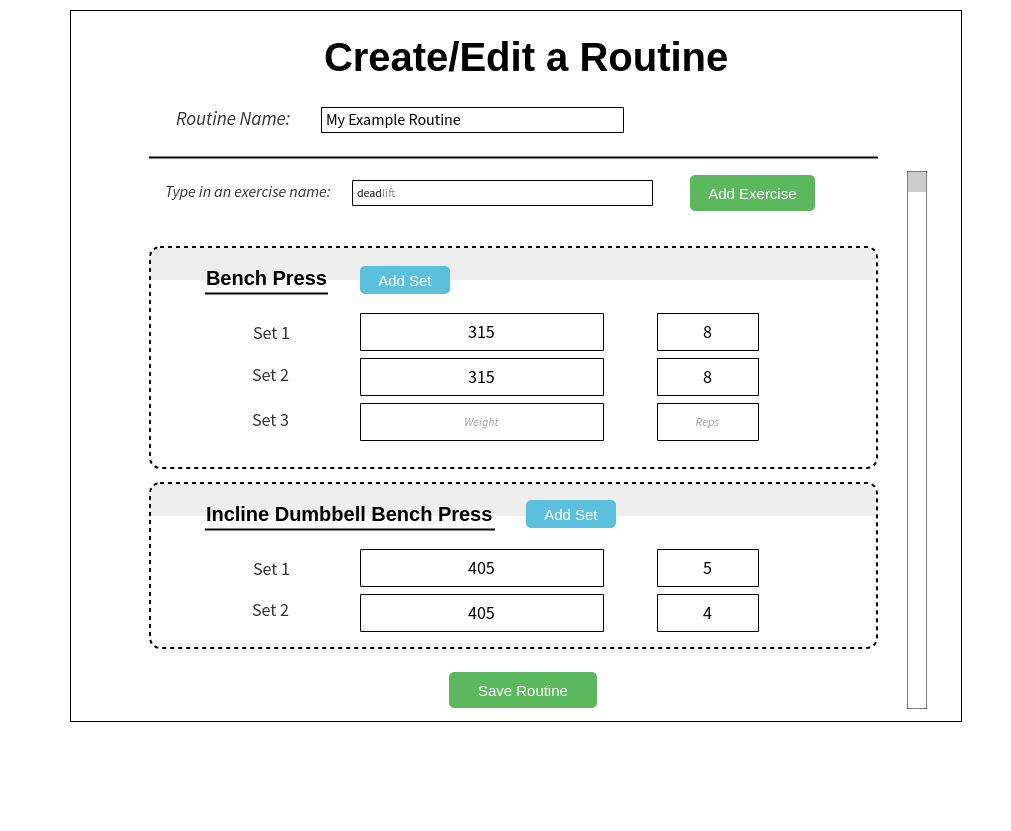 Create/Edit a Routine
Routine Name: My Example Routine
Type in an exercise name: deadlift Add Exercise
Bench Press Add Set
Set 1 315 8
Set 2 315 8
Set 3 Weight Reps
Incline Dumbbell Bench Press Add Set
Set 1 405 5
Set 2 405 4
Save Routine